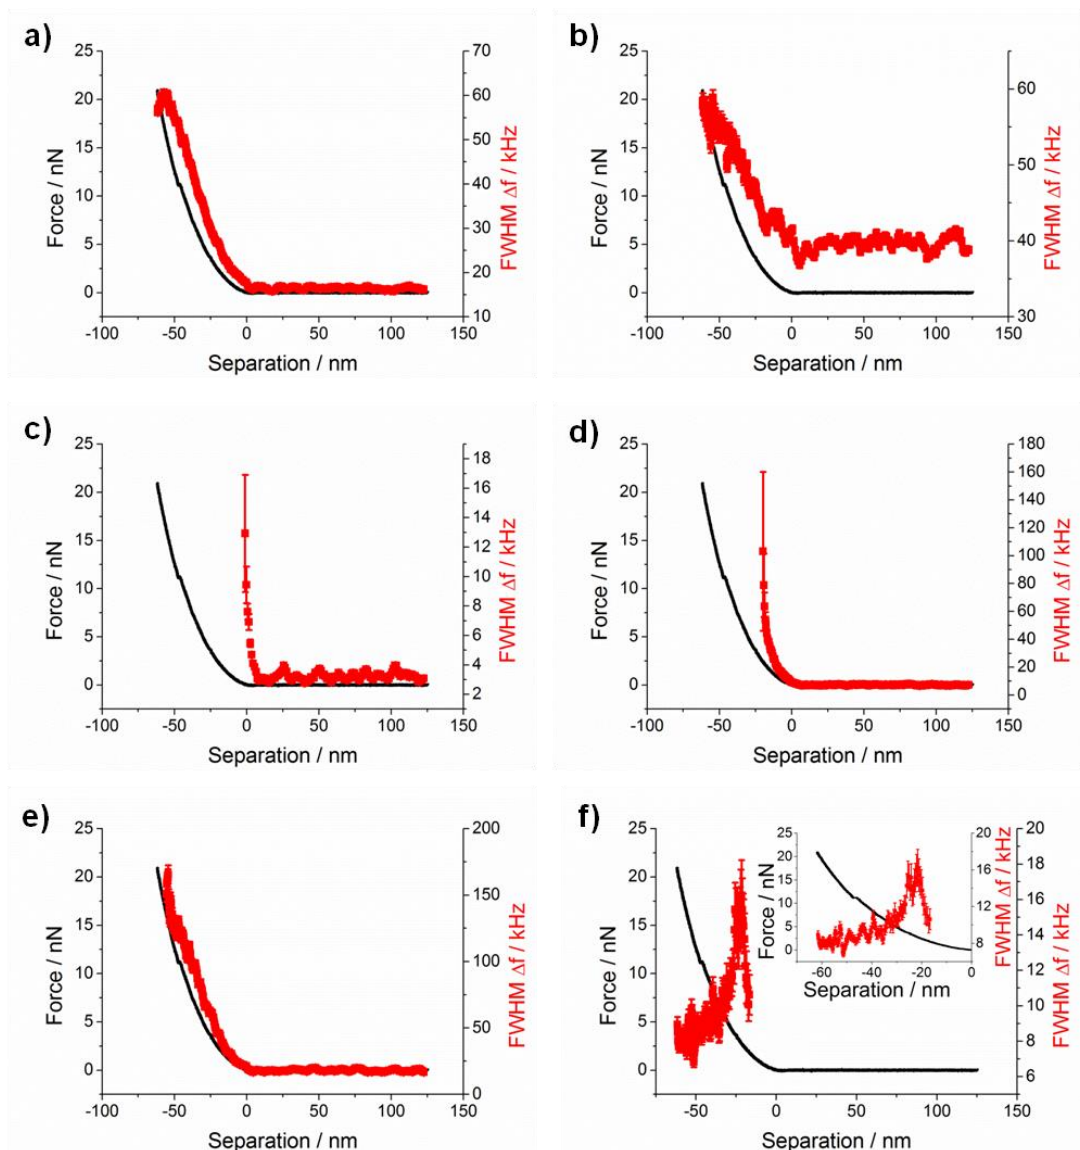 a)
25
20
15
10
5
0
Force / nN
70
60
50
40
30
20
10
FWHM Δf / kHz
-100 -50 0 50 100 150
Separation / nm
b)
25
20
15
10
5
0
Force / nN
60
50
40
30
FWHM Δf / kHz
-100 -50 0 50 100 150
Separation / nm
c)
25
20
15
10
5
0
Force / nN
18
16
14
12
10
8
6
4
2
FWHM Δf / kHz
-100 -50 0 50 100 150
Separation / nm
d)
25
20
15
10
5
0
Force / nN
180
160
140
120
100
80
60
40
20
0
FWHM Δf / kHz
-100 -50 0 50 100 150
Separation / nm
e)
25
20
15
10
5
0
Force / nN
200
150
100
50
0
FWHM Δf / kHz
-100 -50 0 50 100 150
Separation / nm
f)
25
20
15
10
5
0
Force / nN
20
18
16
14
12
10
8
6
FWHM Δf / kHz
-50 0 50 100 150
Separation / nm
25
20
15
10
5
0
Force / nN
20
16
12
8
FWHM Δf / kHz
-60 -40 -20 0
Separation / nm